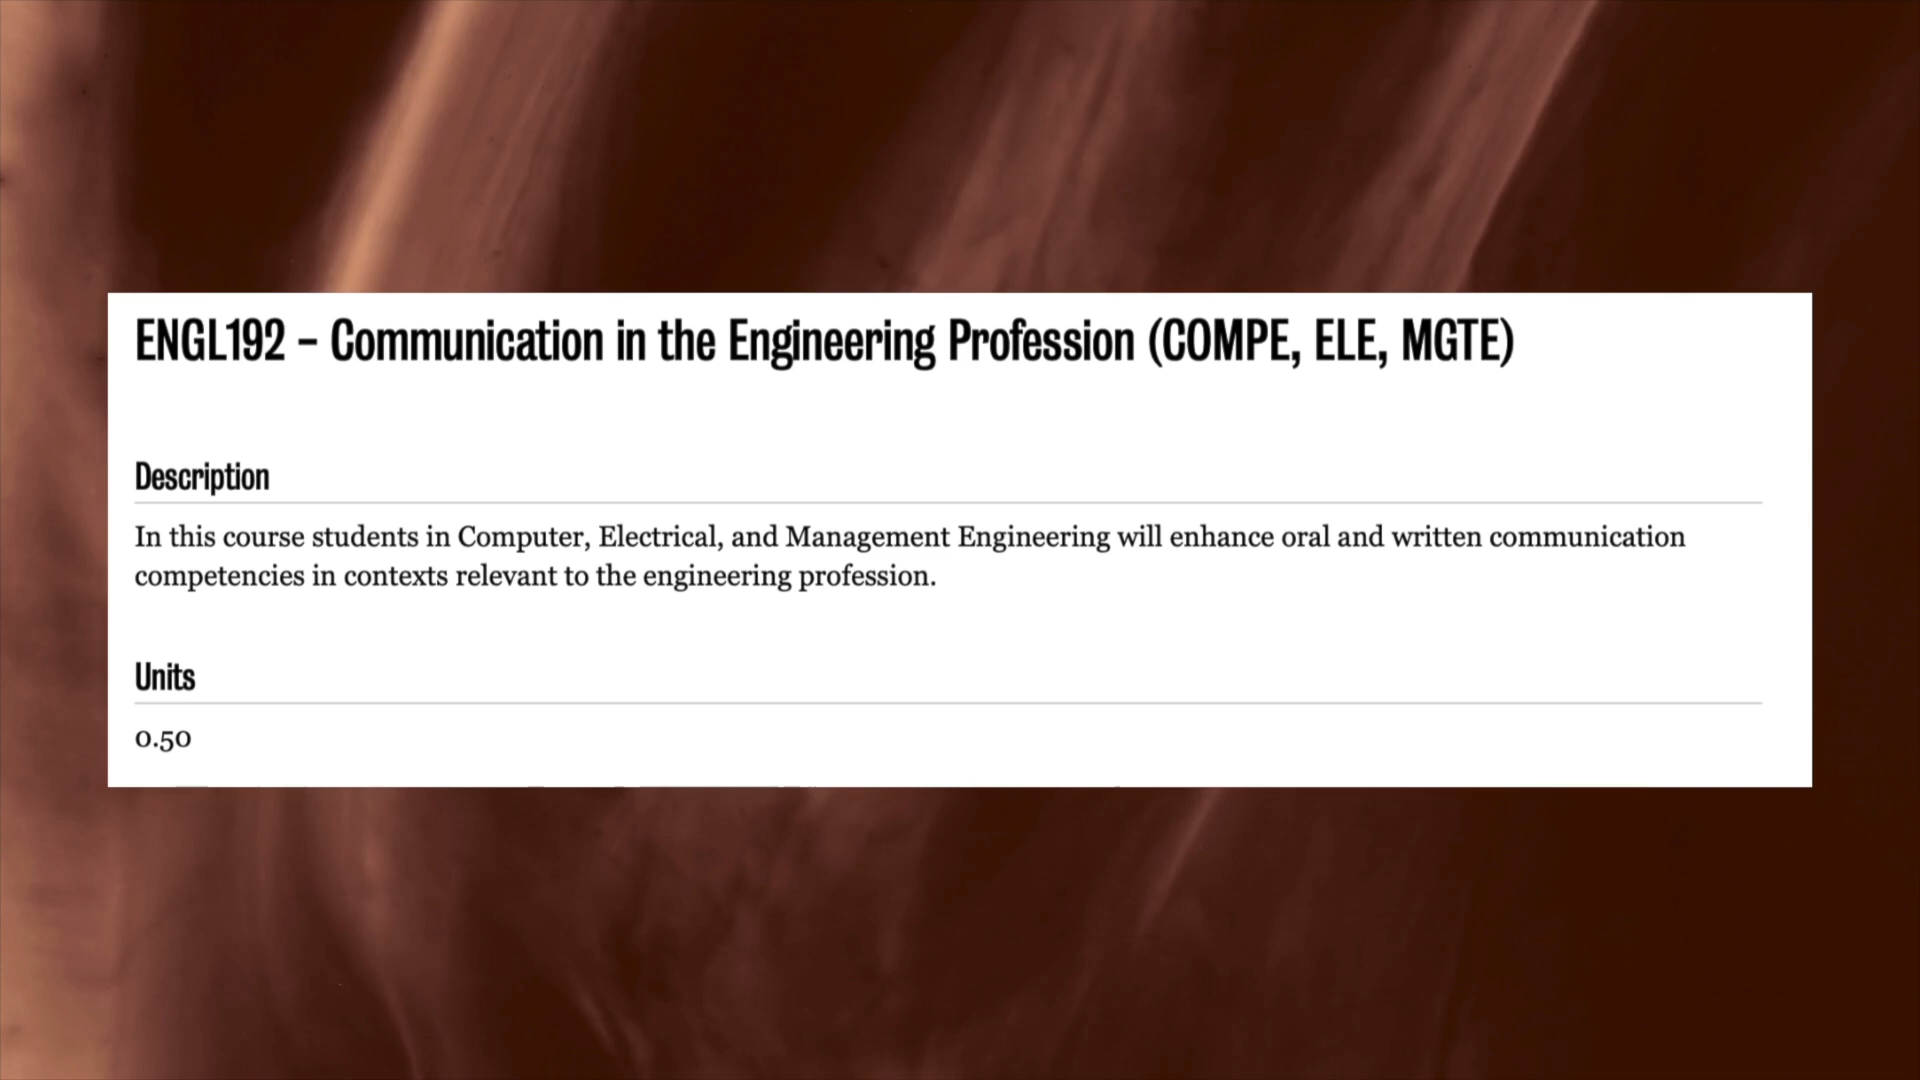 ENGL192 – Communication in the Engineering Profession (COMPE, ELE, MGTE)
Description
In this course students in Computer, Electrical, and Management Engineering will enhance oral and written communication
competencies in contexts relevant to the engineering profession.
Units
0.50